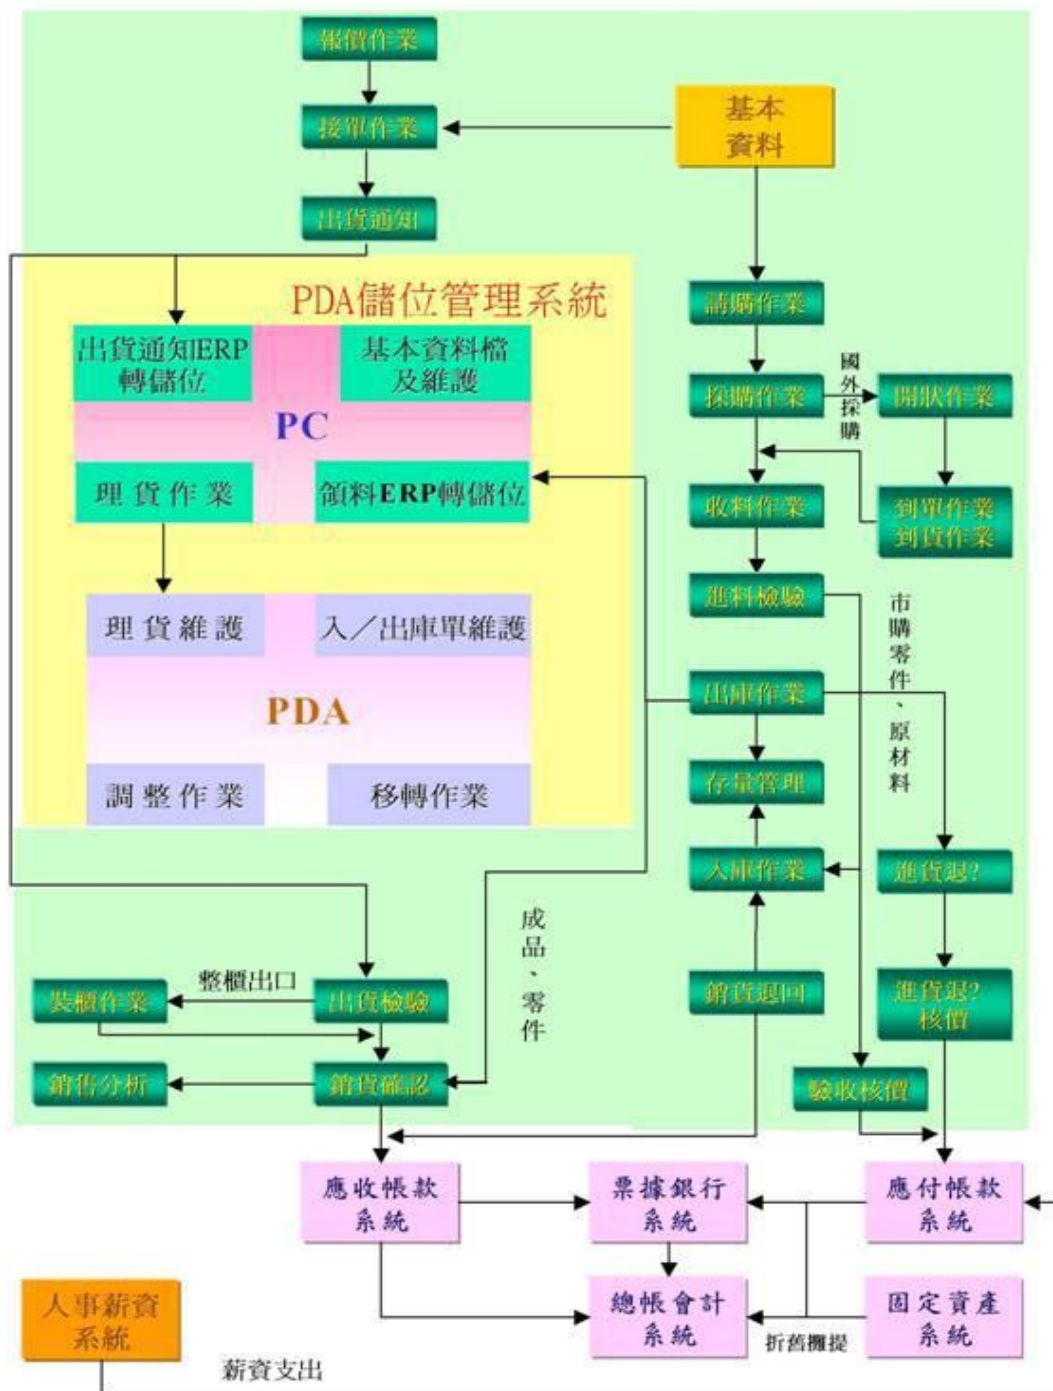 報價作業
接單作業
基本
資料
出貨通知
PDA儲位管理系統
請購作業
出貨通知ERP
轉儲位
基本資料檔
及維護
PC
採購作業
國外採購
開狀作業
理貨作業
領料ERP轉儲位
收料作業
到單作業
到貨作業
進料檢驗
市購零件、原材料
理貨維護
入／出庫單維護
PDA
出庫作業
調整作業
移轉作業
存量管理
入庫作業
進貨退?
成品、零件
整櫃出口
裝櫃作業
出貨檢驗
銷貨退回
進貨退?
核價
銷售分析
銷貨確認
驗收核價
應收帳款
系統
票據銀行
系統
應付帳款
系統
人事薪資
系統
總帳會計
系統
固定資產
系統
折舊攤提
薪資支出